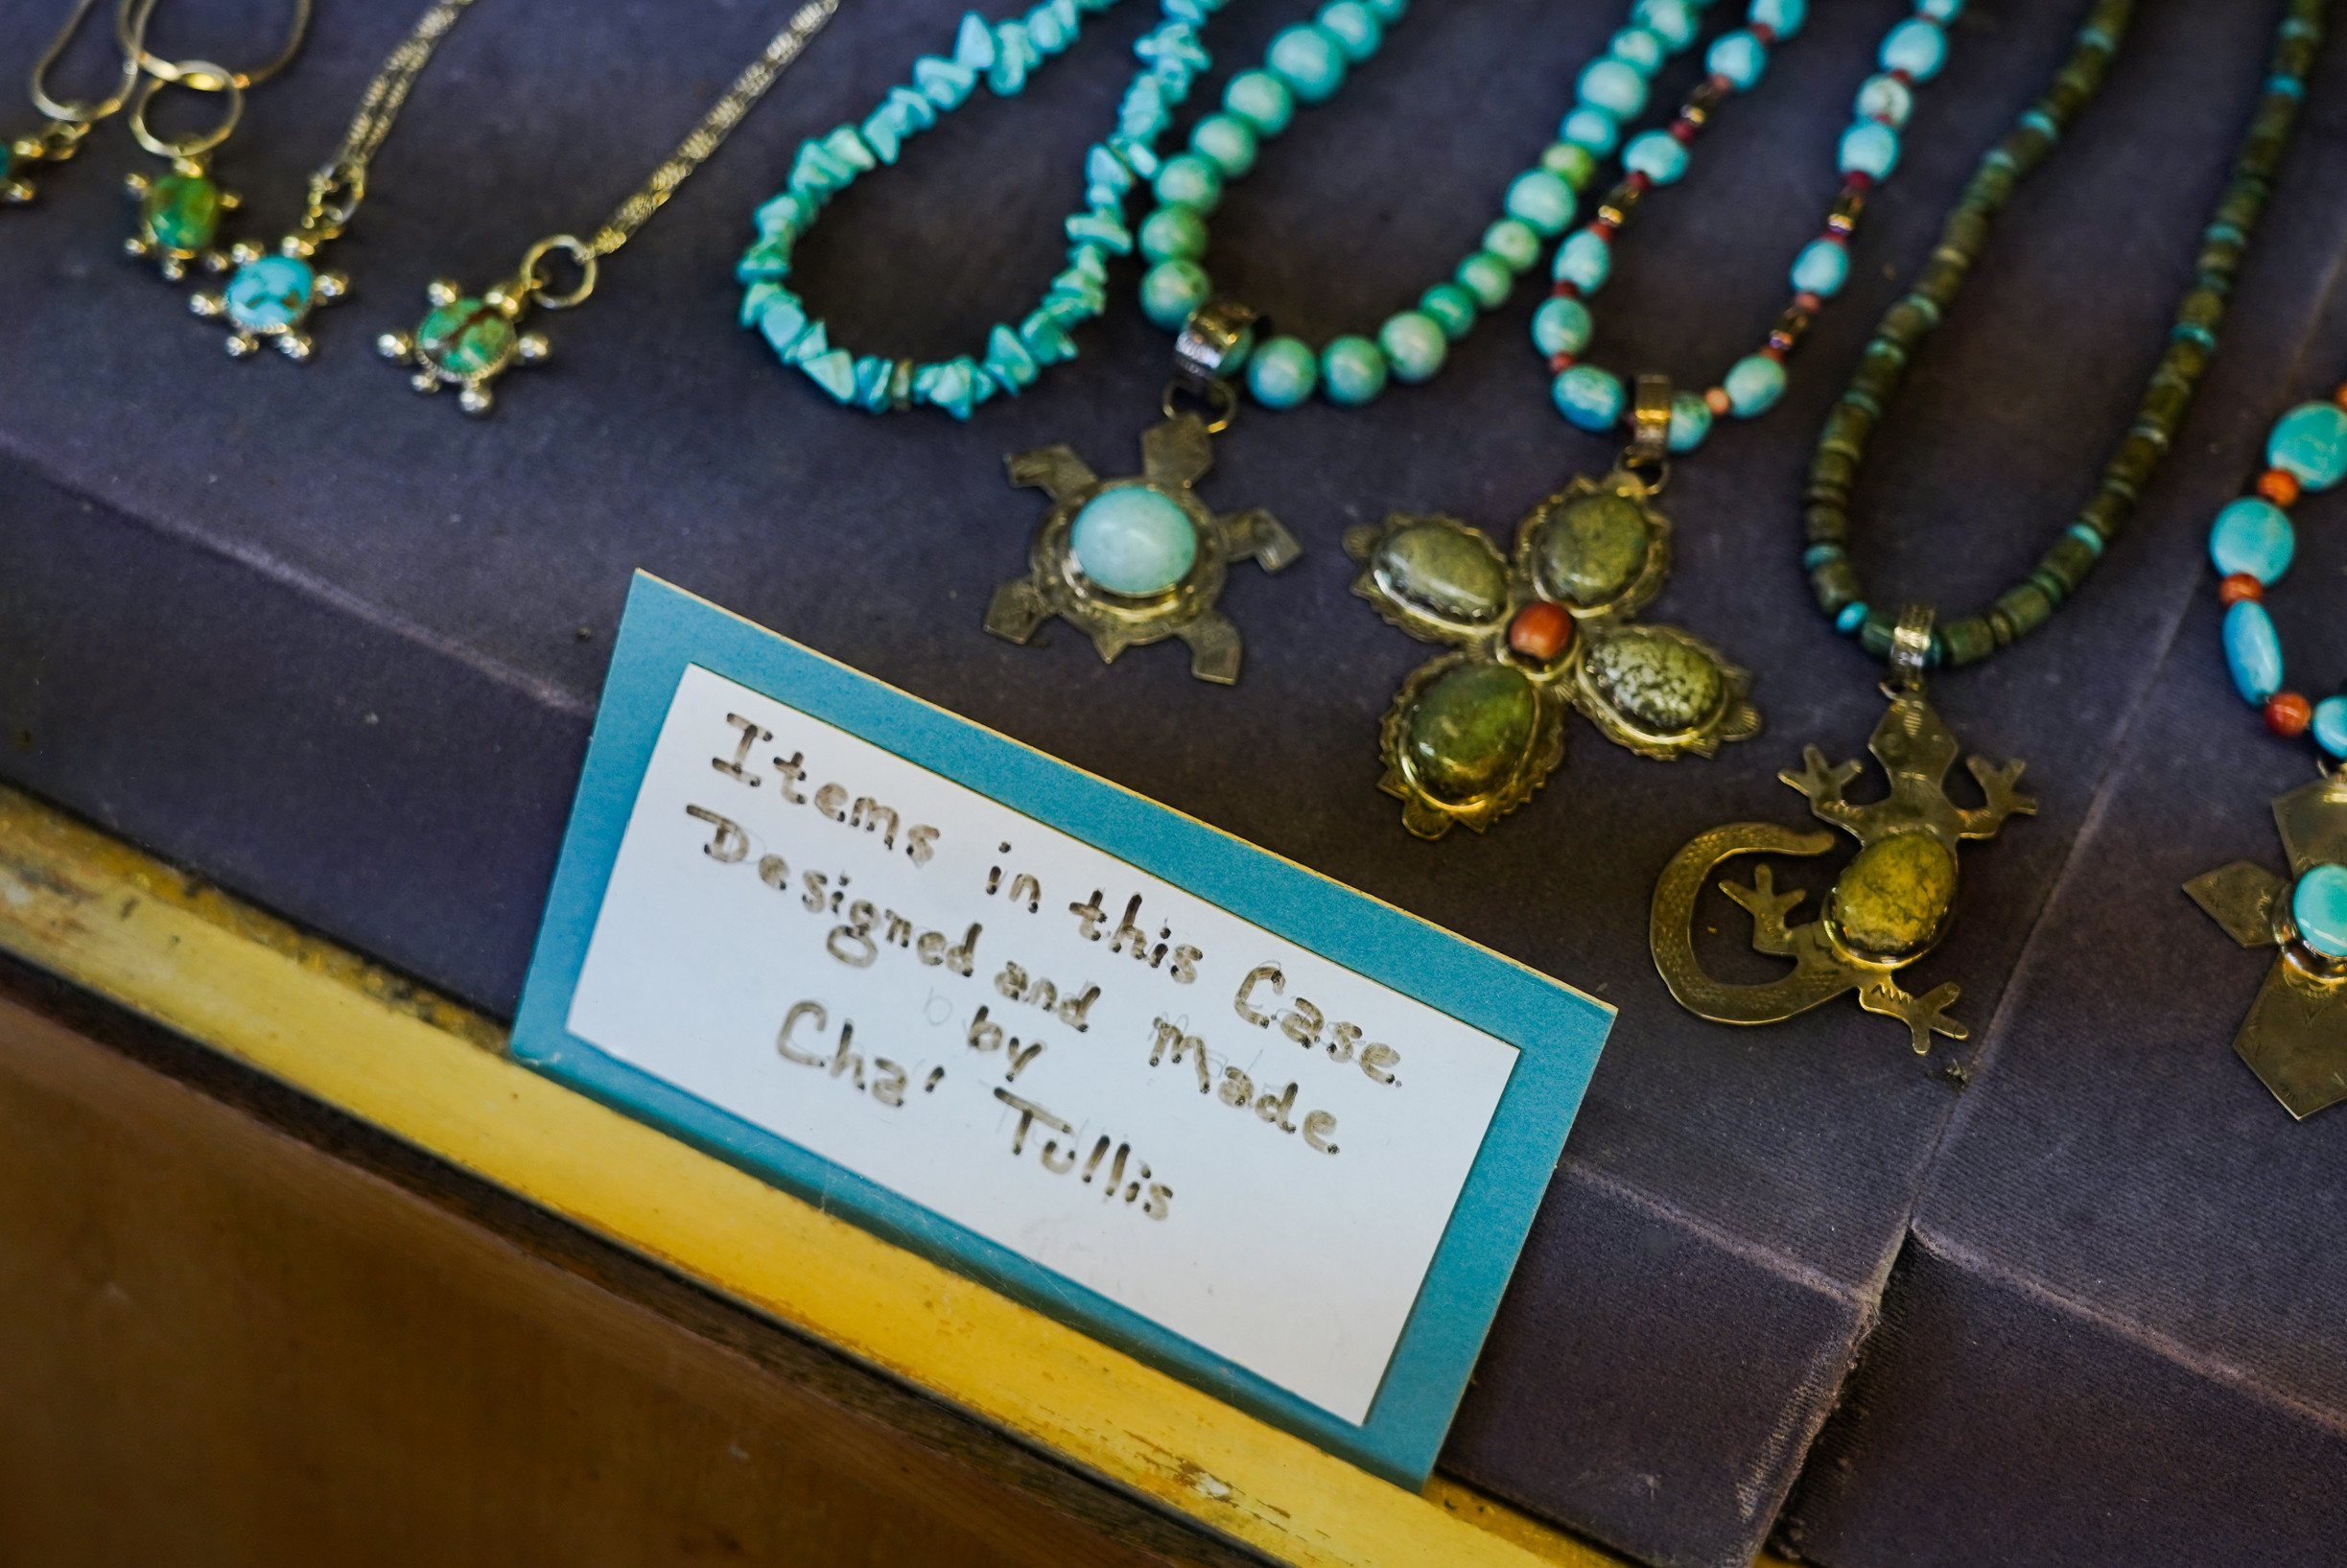 Items in this Case
Designed and Made
by
Cha' Tullis